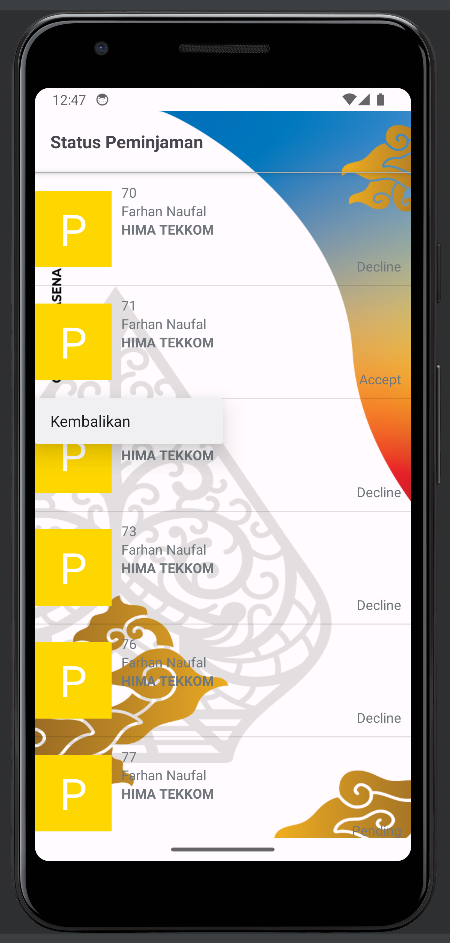 12:47
Status Peminjaman
P
70
Farhan Naufal
HIMA TEKKOM
Decline
ASENA
P
71
Farhan Naufal
HIMA TEKKOM
Accept
Kembalikan
P
HIMA TEKKOM
Decline
P
73
Farhan Naufal
HIMA TEKKOM
Decline
P
76
Farhan Naufal
HIMA TEKKOM
Decline
P
77
Farhan Naufal
HIMA TEKKOM
Pending